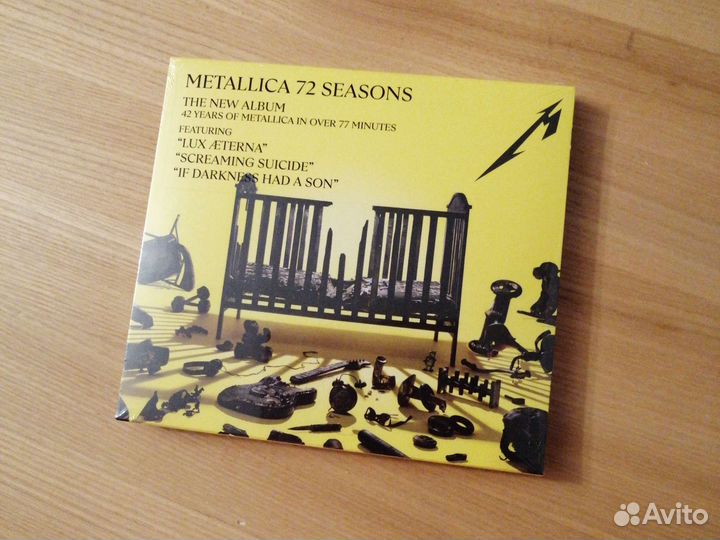 METALLICA 72 SEASONS
THE NEW ALBUM
42 YEARS OF METALLICA IN OVER 77 MINUTES
FEATURING
“LUX ÆTERNA”
“SCREAMING SUICIDE”
“IF DARKNESS HAD A SON”
M
Avito